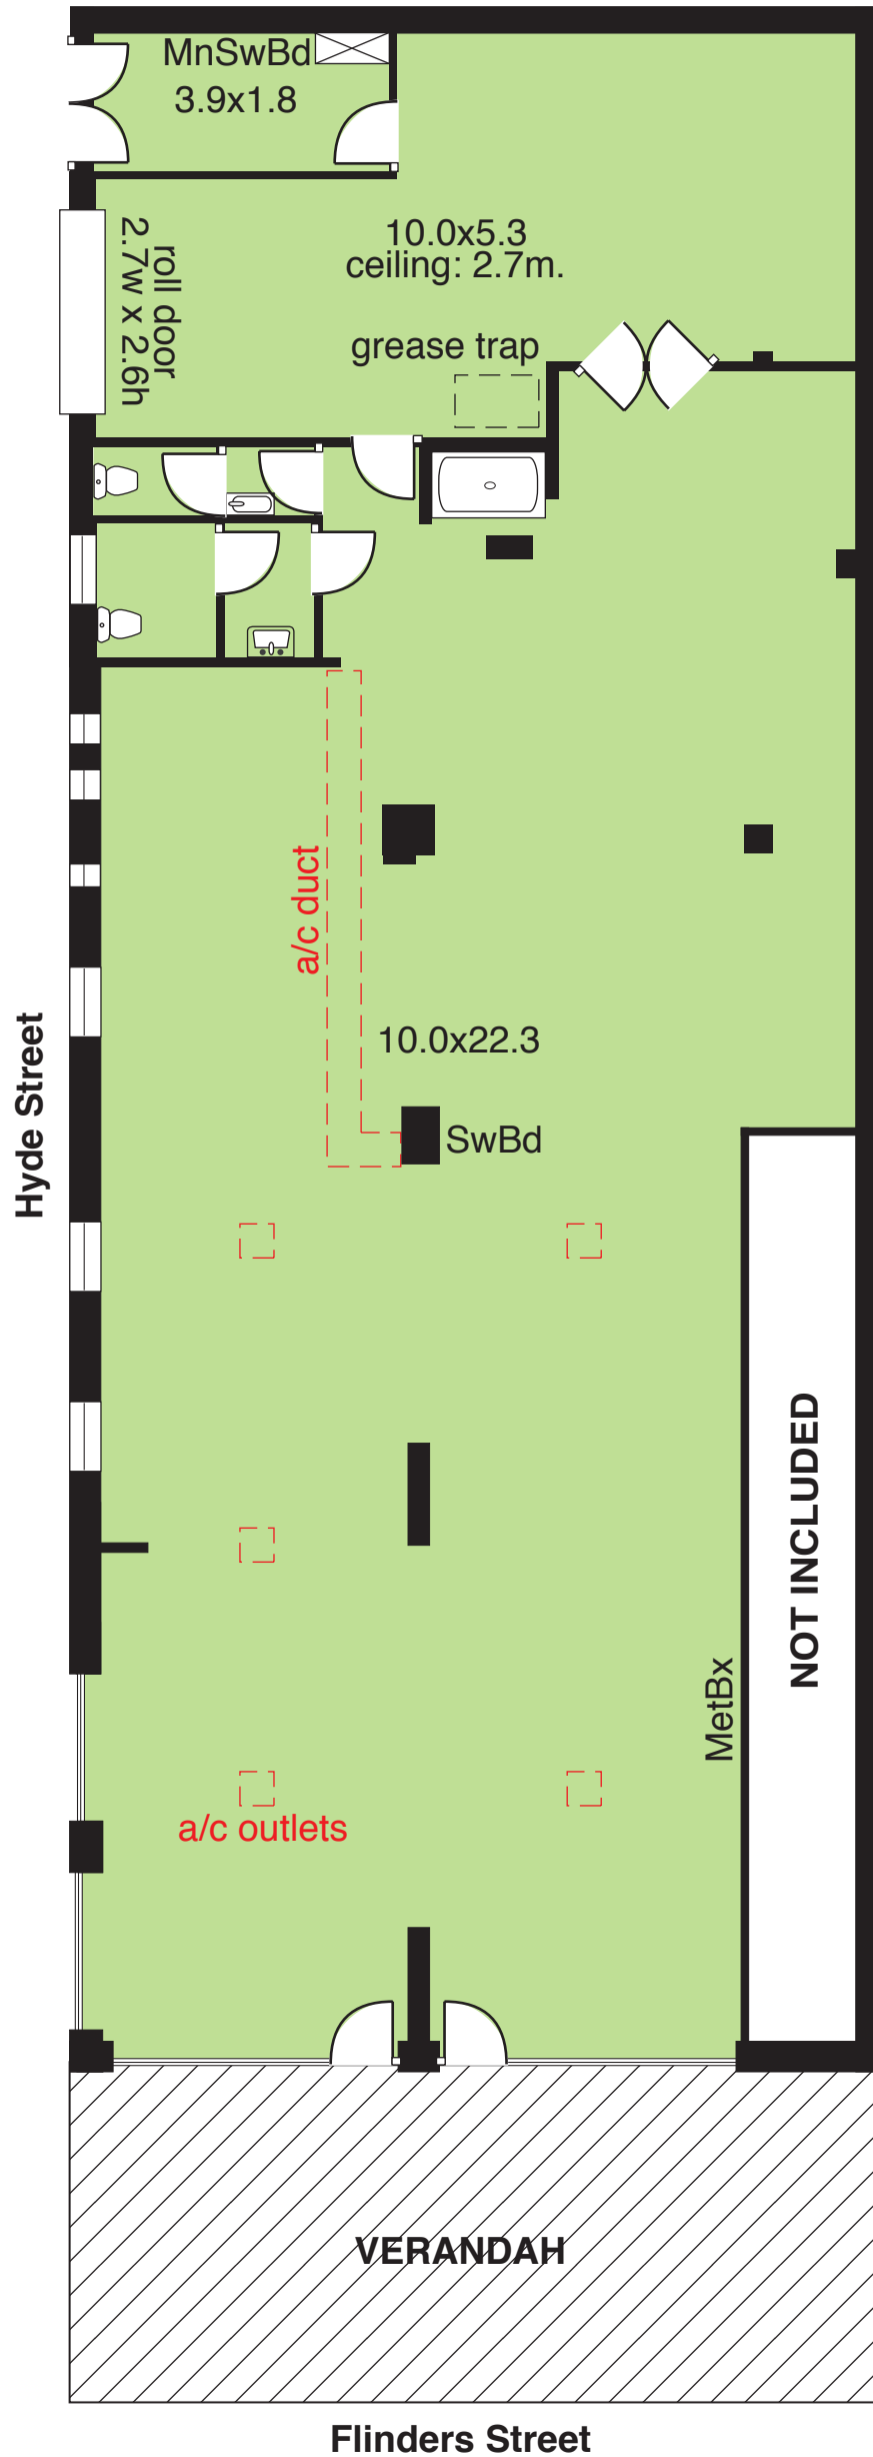 MnSwBd
3.9x1.8
10.0x5.3
ceiling: 2.7m.
roll door
2.7w x 2.6h
grease trap
a/c duct
10.0x22.3
Hyde Street
SwBd
NOT INCLUDED
MetBx
a/c outlets
VERANDAH
Flinders Street